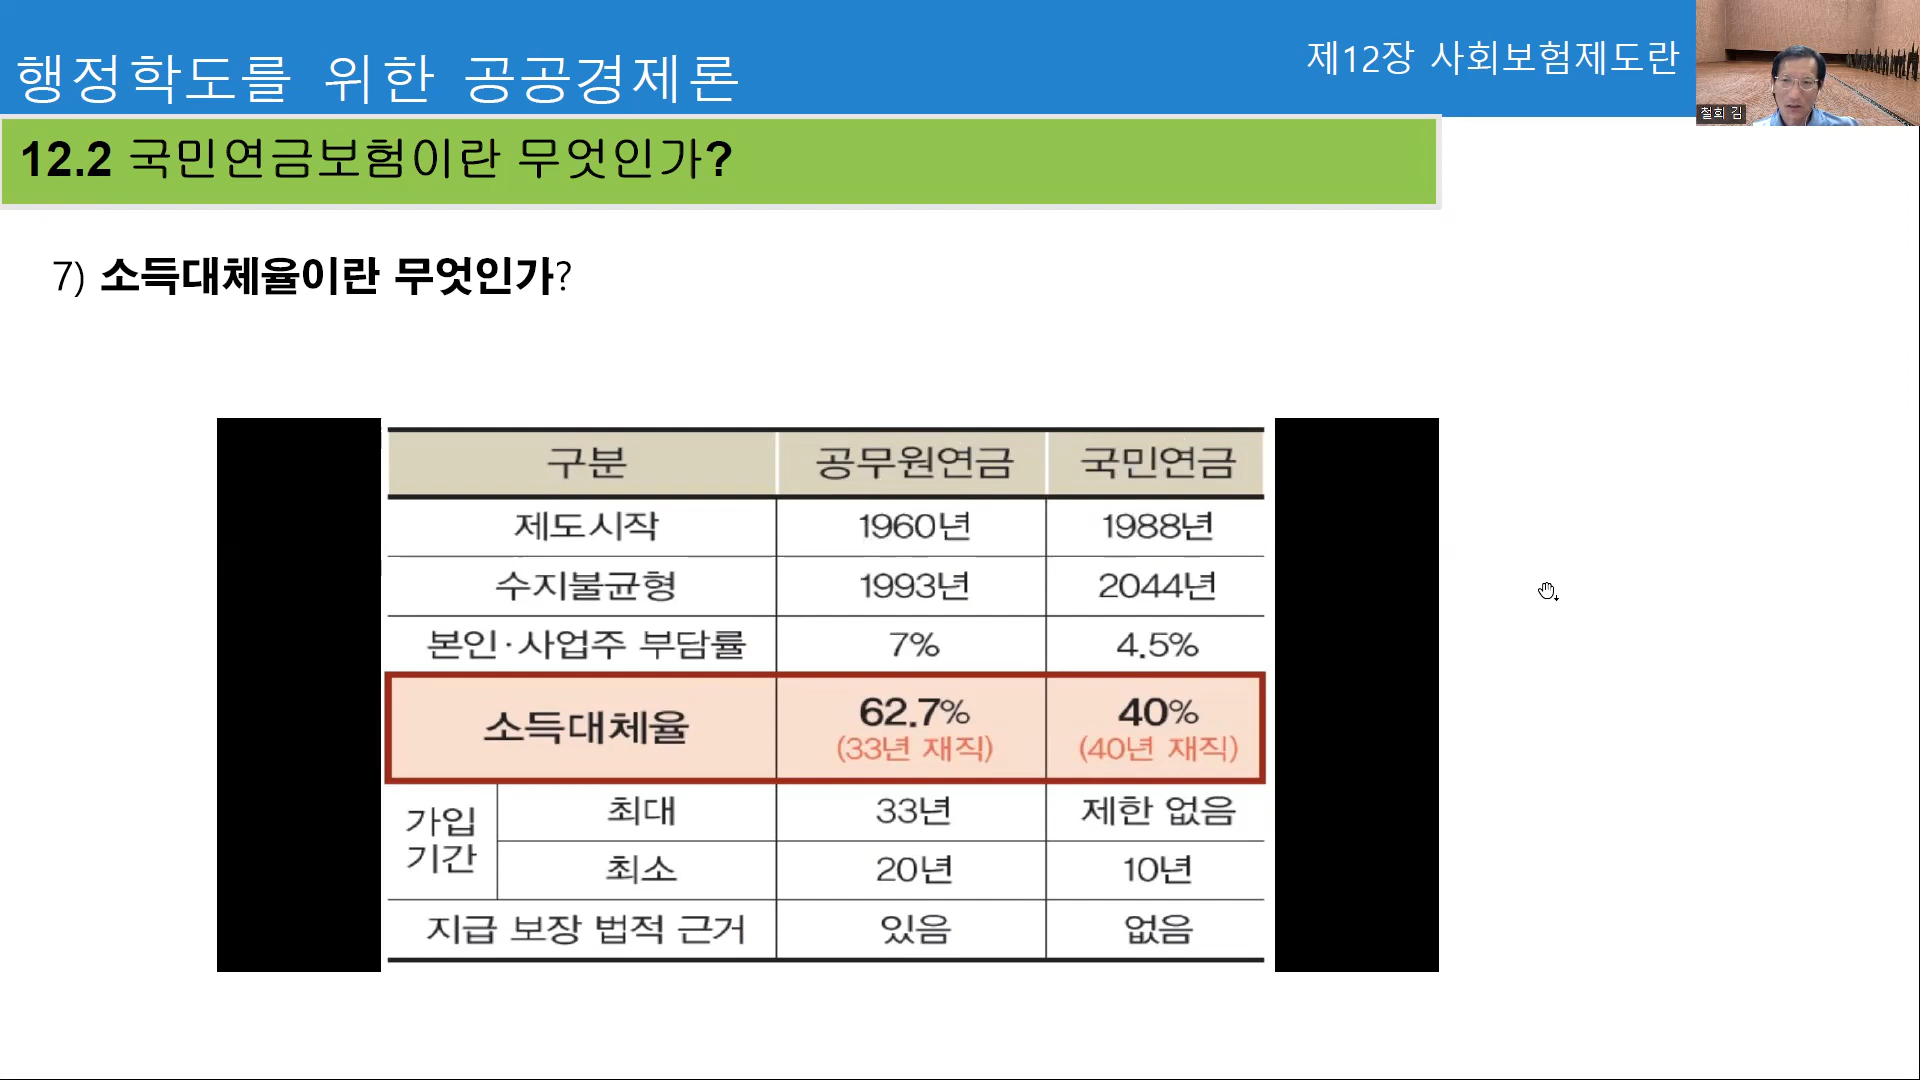 행정학도를 위한 공공경제론
제12장 사회보험제도란
철희 김
12.2 국민연금보험이란 무엇인가?
7) 소득대체율이란 무엇인가?
구분 공무원연금 국민연금
제도시작 1960년 1988년
수지불균형 1993년 2044년
본인·사업주 부담률 7% 4.5%
소득대체율 62.7% 40%
(33년 재직) (40년 재직)
가입 기간 최대 33년 제한 없음
최소 20년 10년
지급 보장 법적 근거 있음 없음